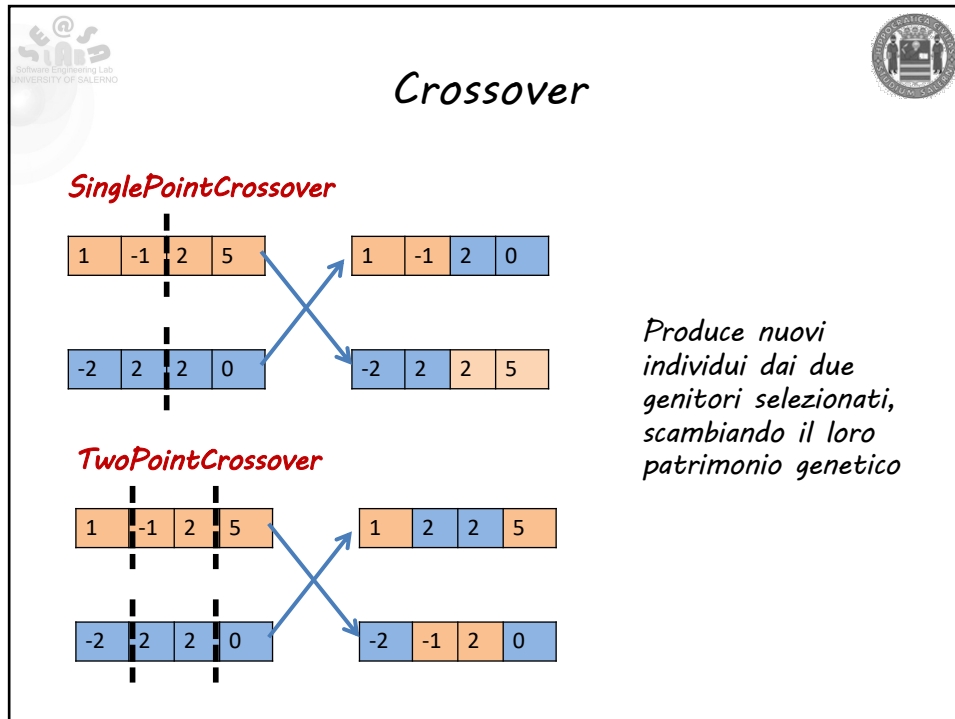 Software Engineering Lab
UNIVERSITY OF SALERNO
Crossover
SinglePointCrossover
1 -1 2 5
1 -1 2 0
-2 2 2 0
-2 2 2 5
Produce nuovi
individui dai due
genitori selezionati,
scambiando il loro
patrimonio genetico
TwoPointCrossover
1 -1 2 5
1 2 2 5
-2 2 2 0
-2 -1 2 0